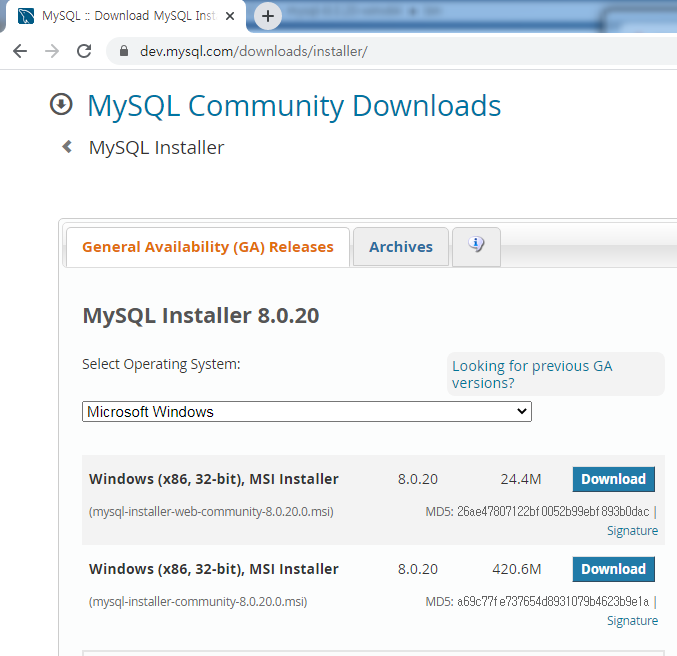 MySQL :: Download MySQL Inst
dev.mysql.com/downloads/installer/
MySQL Community Downloads
MySQL Installer
General Availability (GA) Releases
Archives
MySQL Installer 8.0.20
Select Operating System:
Looking for previous GA
versions?
Microsoft Windows
Windows (x86, 32-bit), MSI Installer 8.0.20 24.4M Download
(mysql-installer-web-community-8.0.20.0.msi) MD5: 26ae47807122bf0052b99ebf893b0dac |
Signature
Windows (x86, 32-bit), MSI Installer 8.0.20 420.6M Download
(mysql-installer-community-8.0.20.0.msi) MD5: a69c77fe737654d8931079b4623b9e1a |
Signature